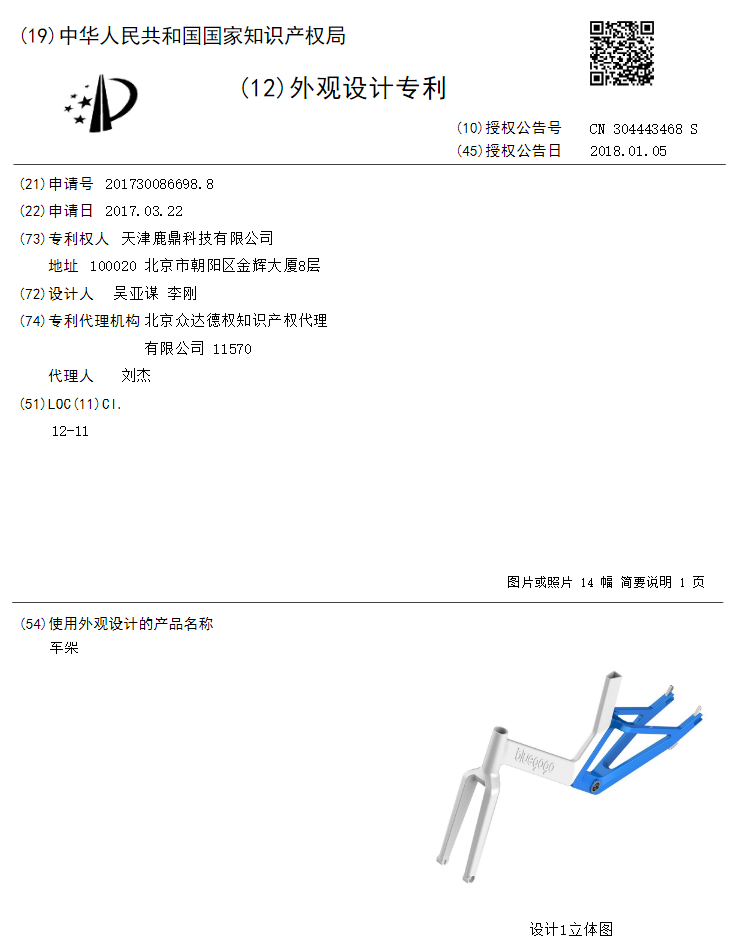 (19)中华人民共和国国家知识产权局
(12)外观设计专利
(10)授权公告号 CN 304443468 S
(45)授权公告日 2018.01.05
(21)申请号 201730086698.8
(22)申请日 2017.03.22
(73)专利权人 天津鹿鼎科技有限公司
地址 100020 北京市朝阳区金辉大厦8层
(72)设计人 吴亚谋 李刚
(74)专利代理机构 北京众达德权知识产权代理
有限公司 11570
代理人 刘杰
(51)LOC(11)Cl.
12-11
图片或照片 14 幅 简要说明 1 页
(54)使用外观设计的产品名称
车架
bluegogo
设计1立体图